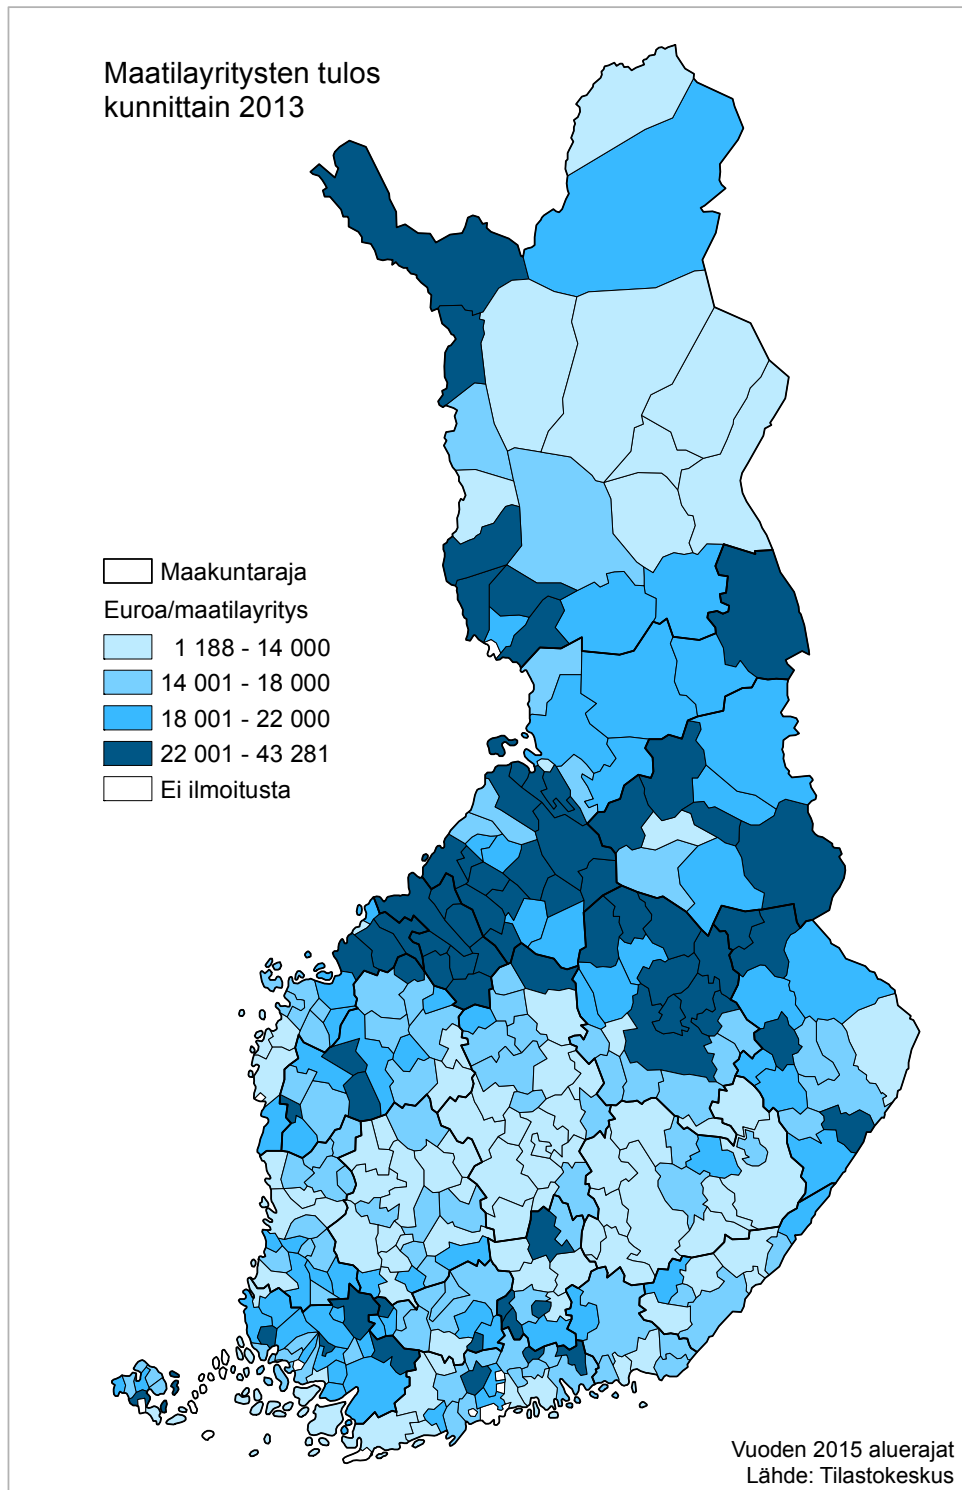 Maatilayritysten tulos
kunnittain 2013
Maakuntaraja
Euroa/maatilayritys
1 188 - 14 000
14 001 - 18 000
18 001 - 22 000
22 001 - 43 281
Ei ilmoitusta
Vuoden 2015 aluerajat
Lähde: Tilastokeskus